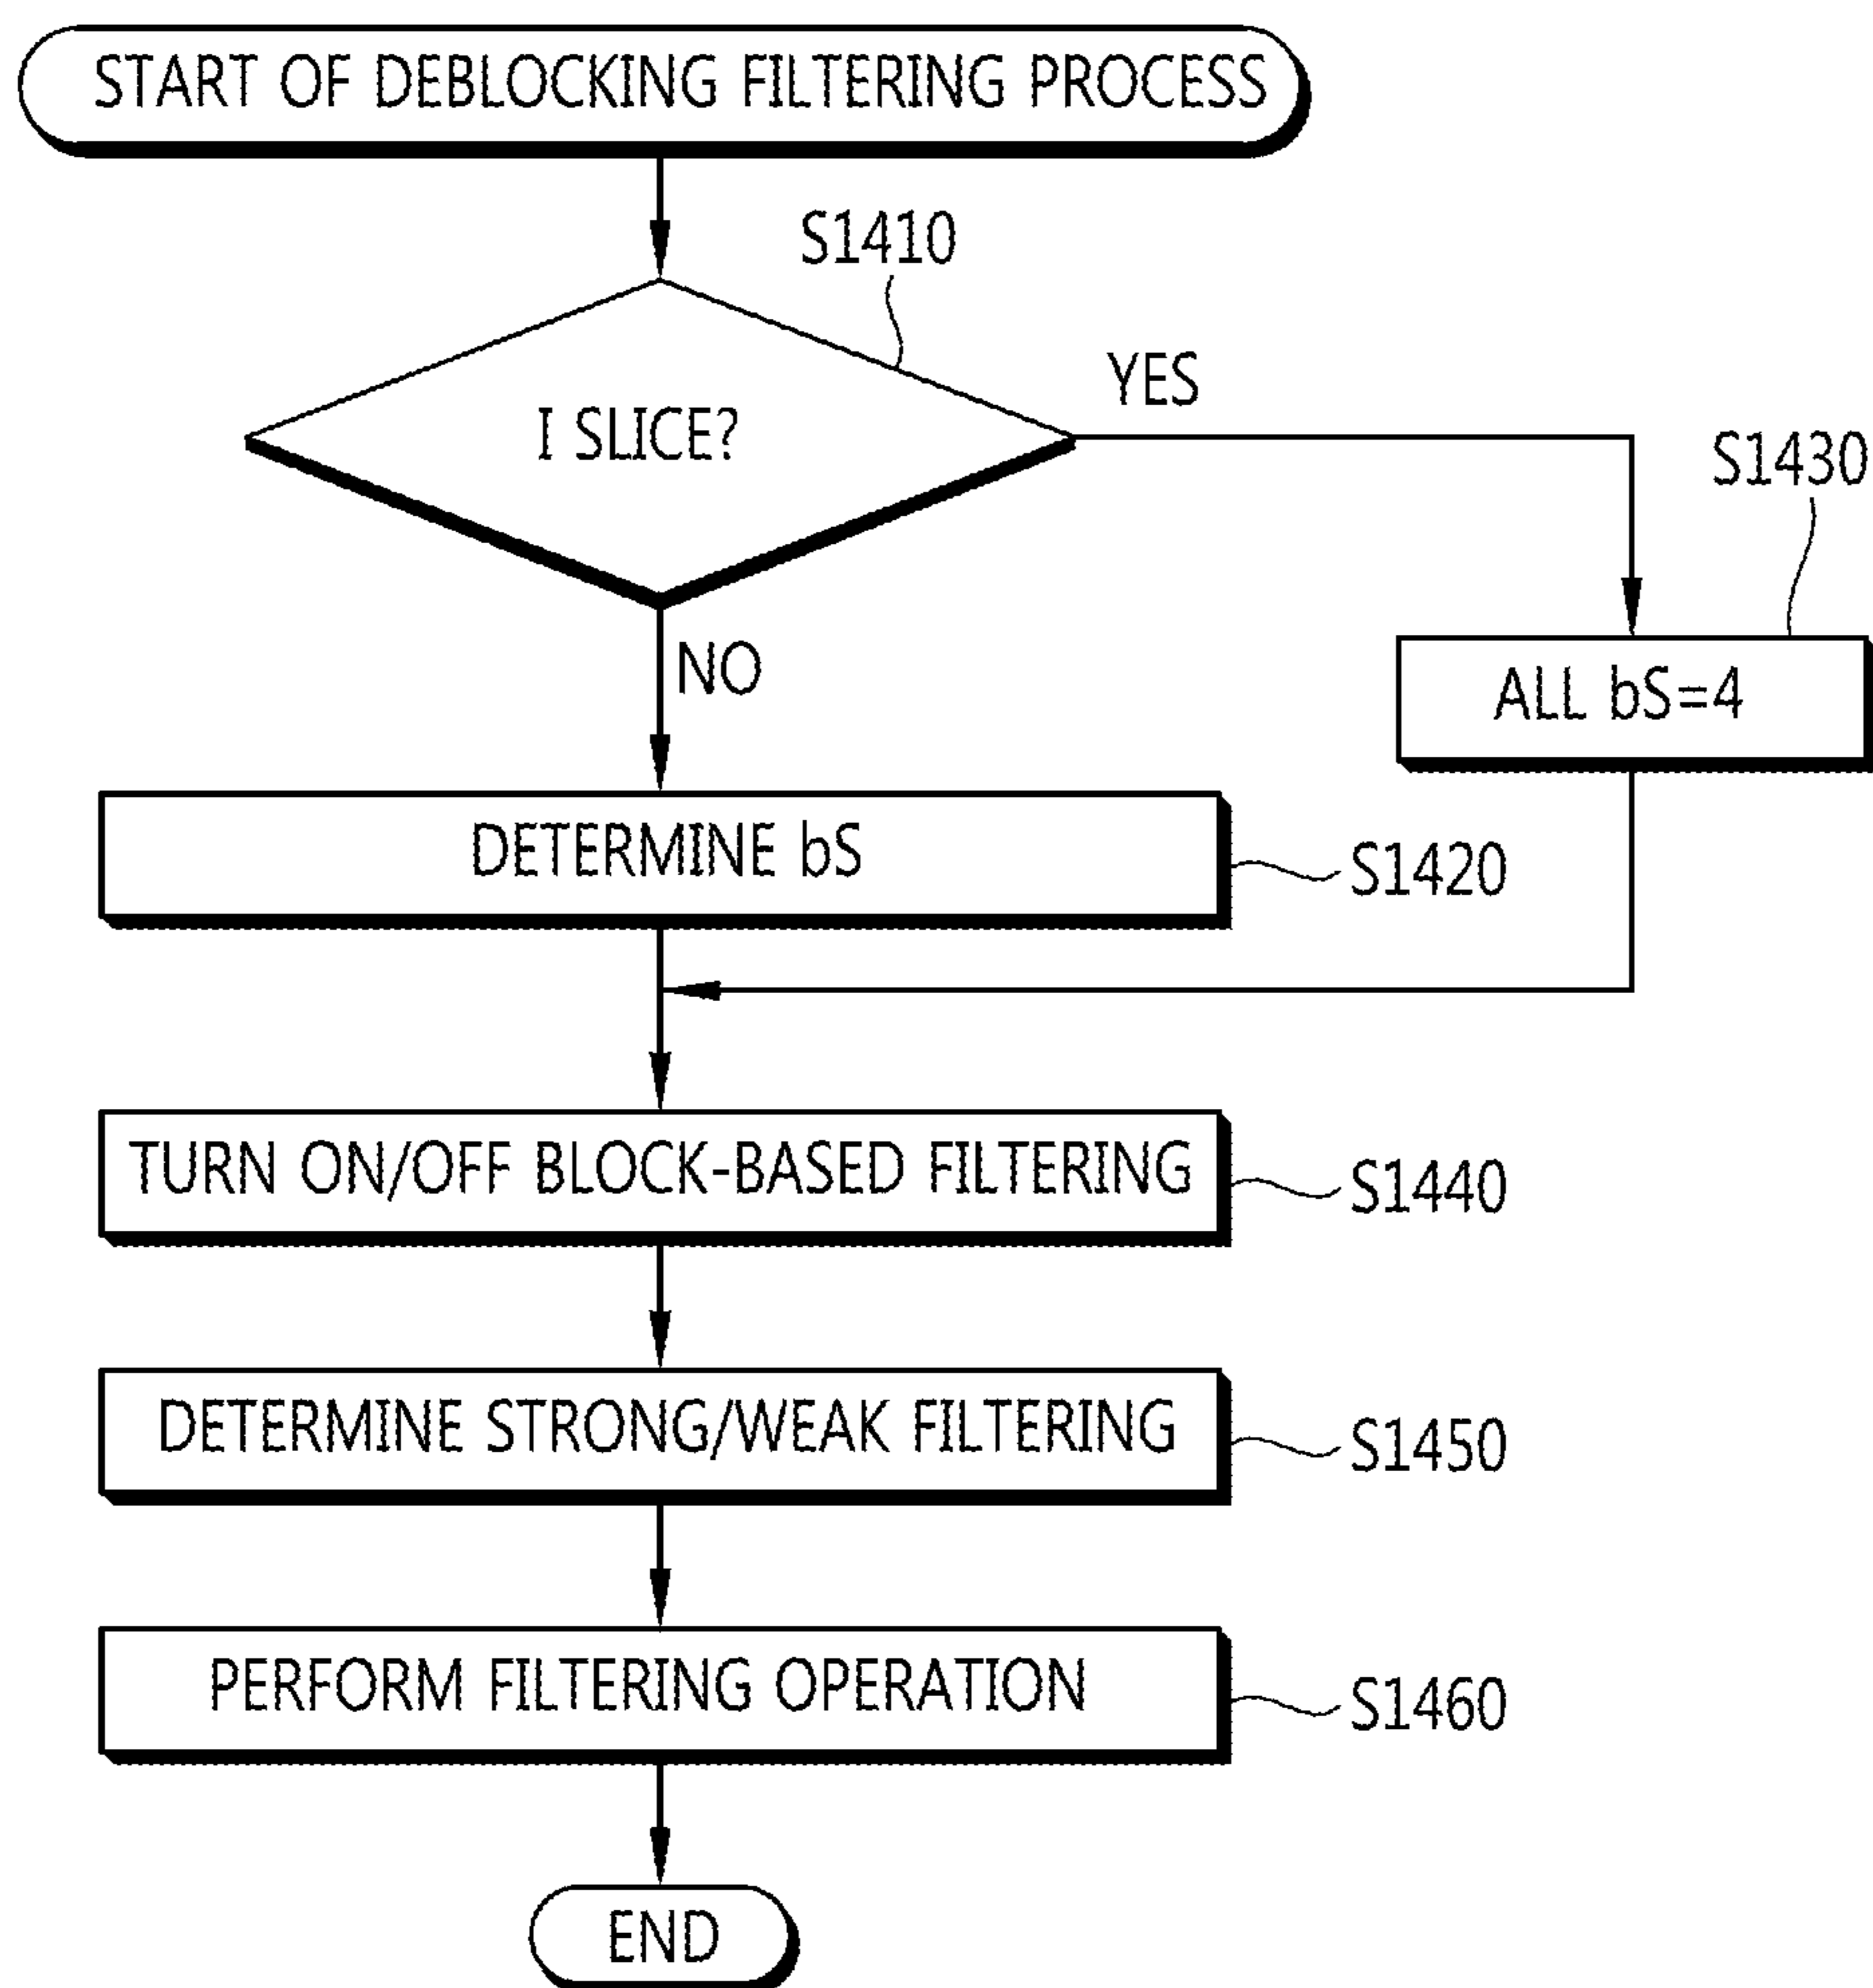 START OF DEBLOCKING FILTERING PROCESS
S1410
I SLICE?
YES
S1430
NO
ALL bS=4
DETERMINE bS
S1420
TURN ON/OFF BLOCK-BASED FILTERING
S1440
DETERMINE STRONG/WEAK FILTERING
S1450
PERFORM FILTERING OPERATION
S1460
END